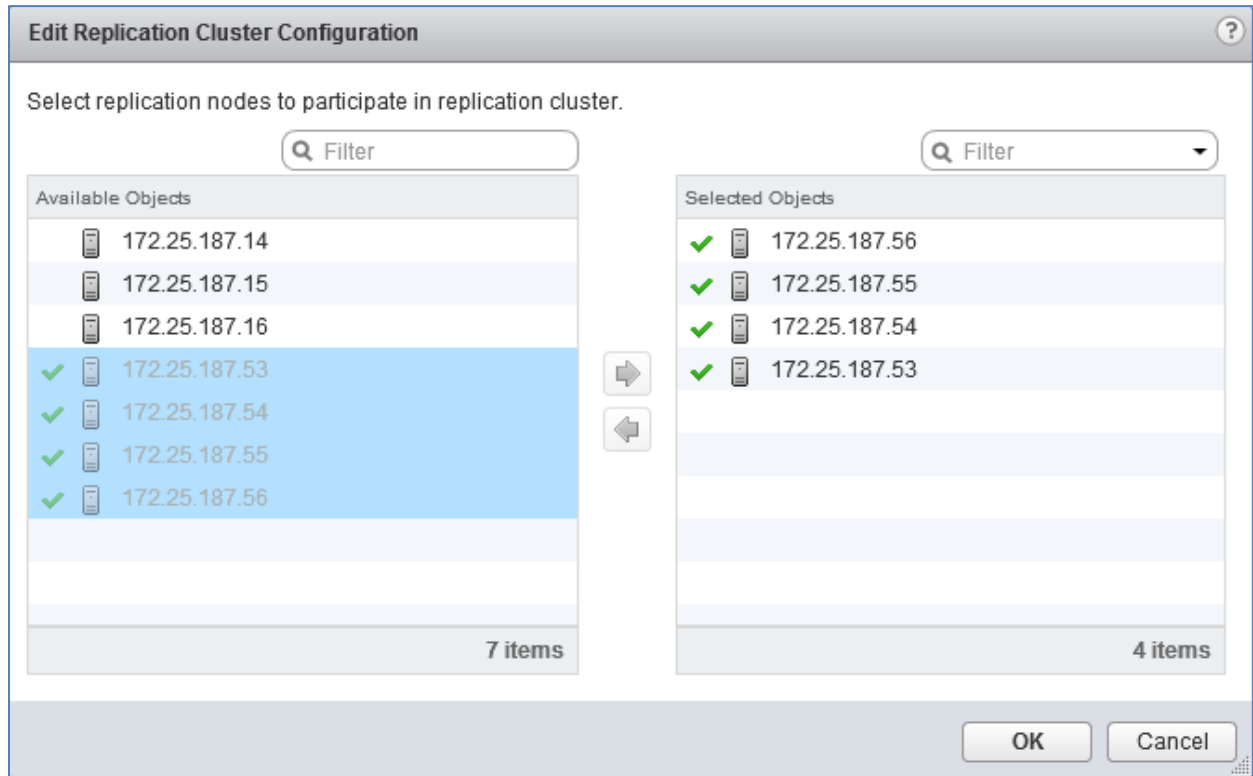 Edit Replication Cluster Configuration
?
Select replication nodes to participate in replication cluster.
Filter
Filter
Available Objects
172.25.187.14
172.25.187.15
172.25.187.16
172.25.187.53
172.25.187.54
172.25.187.55
172.25.187.56
7 items
Selected Objects
172.25.187.56
172.25.187.55
172.25.187.54
172.25.187.53
4 items
OK
Cancel